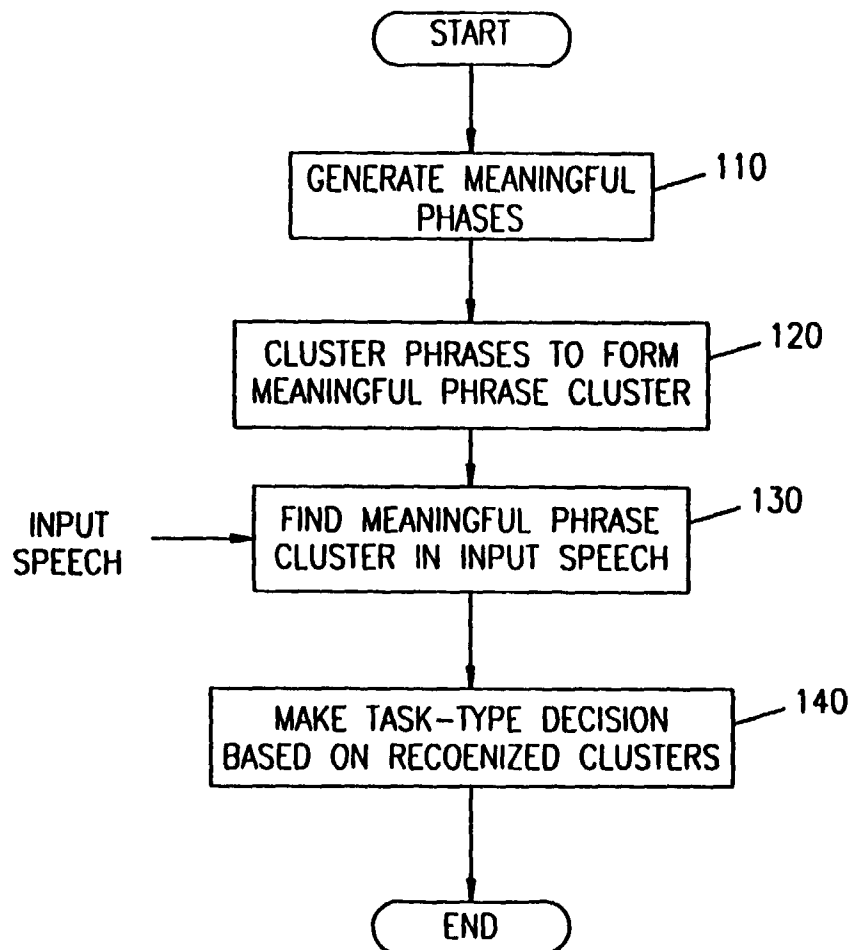 START
GENERATE MEANINGFUL
PHASES
110
CLUSTER PHRASES TO FORM
MEANINGFUL PHRASE CLUSTER
120
INPUT
SPEECH
FIND MEANINGFUL PHRASE
CLUSTER IN INPUT SPEECH
130
MAKE TASK-TYPE DECISION
BASED ON RECOENIZED CLUSTERS
140
END